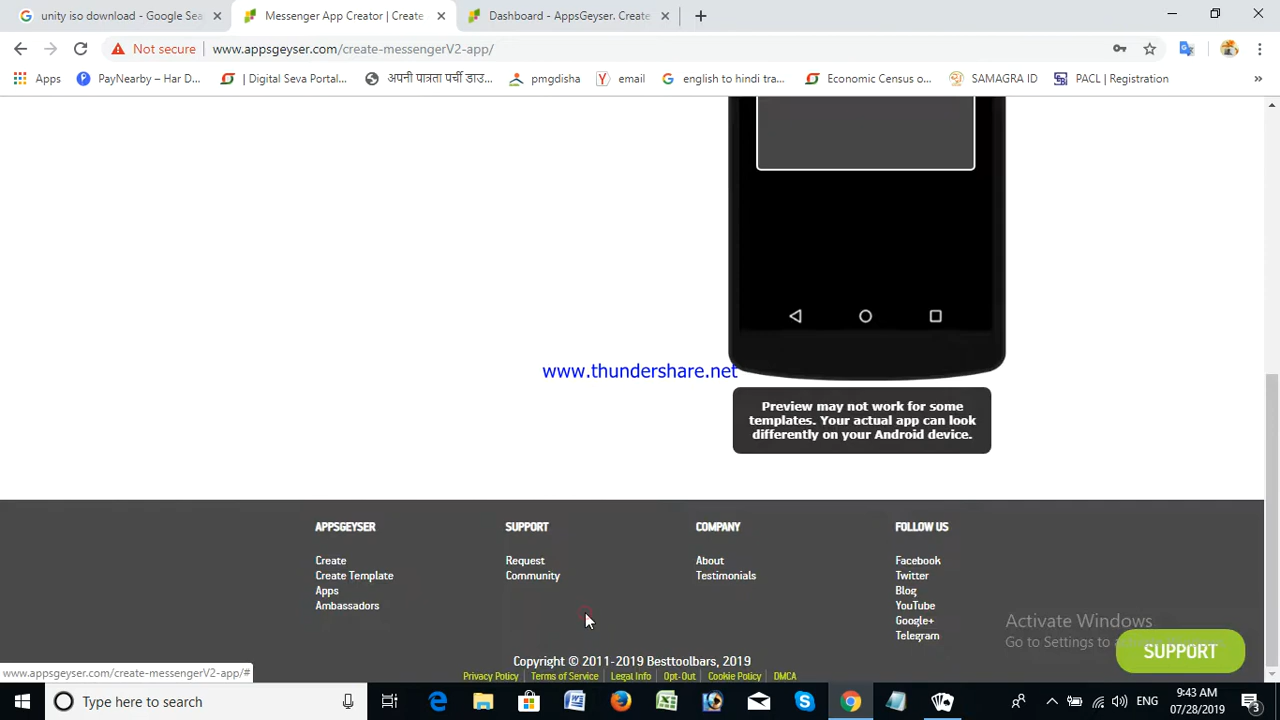 unity iso download - Google Sea
Messenger App Creator | Create
Dashboard - AppsGeyser. Create
Not secure
www.appsgeyser.com/create-messengerV2-app/
Apps
PayNearby – Har D...
| Digital Seva Portal...
अपनी पात्रता पर्ची डाउ...
pmgdisha
email
english to hindi tra...
Economic Census o...
SAMAGRA ID
PACL | Registration
»
www.thundershare.net
Preview may not work for some
templates. Your actual app can look
differently on your Android device.
APPSGEYSER
Create
Create Template
Apps
Ambassadors
SUPPORT
Request
Community
COMPANY
About
Testimonials
FOLLOW US
Facebook
Twitter
Blog
YouTube
Google+
Telegram
Activate Windows
Go to Settings to a
SUPPORT
Copyright © 2011-2019 Besttoolbars, 2019
Privacy Policy | Terms of Service | Legal Info | Opt-Out | Cookie Policy | DMCA
www.appsgeyser.com/create-messengerV2-app/#
Type here to search
ENG
9:43 AM
07/28/2019
3